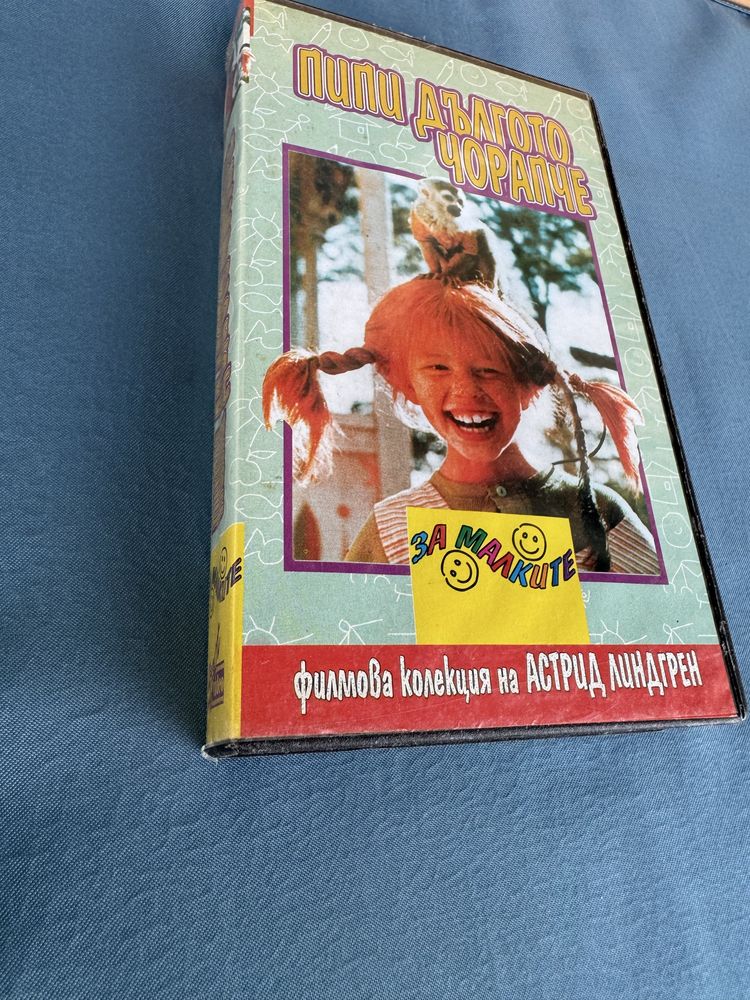 ПИПИ ДЪЛГОТО
ЧОРАПЧЕ
ЗА МАЛКИТЕ
филмова колекция на АСТРИД ЛИНДГРЕН